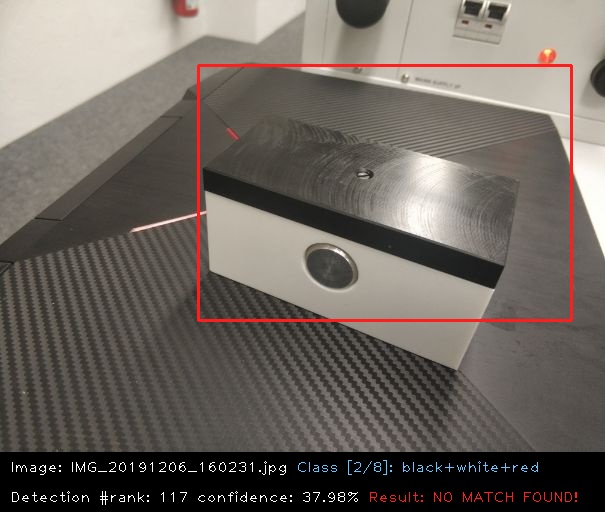 Image: IMG_20191206_160231.jpg Class [2/8]: black+white+red
Detection #rank: 117 confidence: 37.98% Result: NO MATCH FOUND!